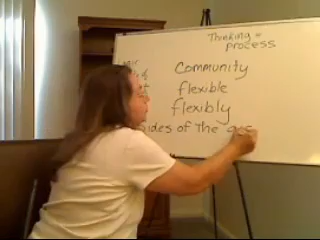 Thinking =
process
Community
flexible
flexibly
sides of the